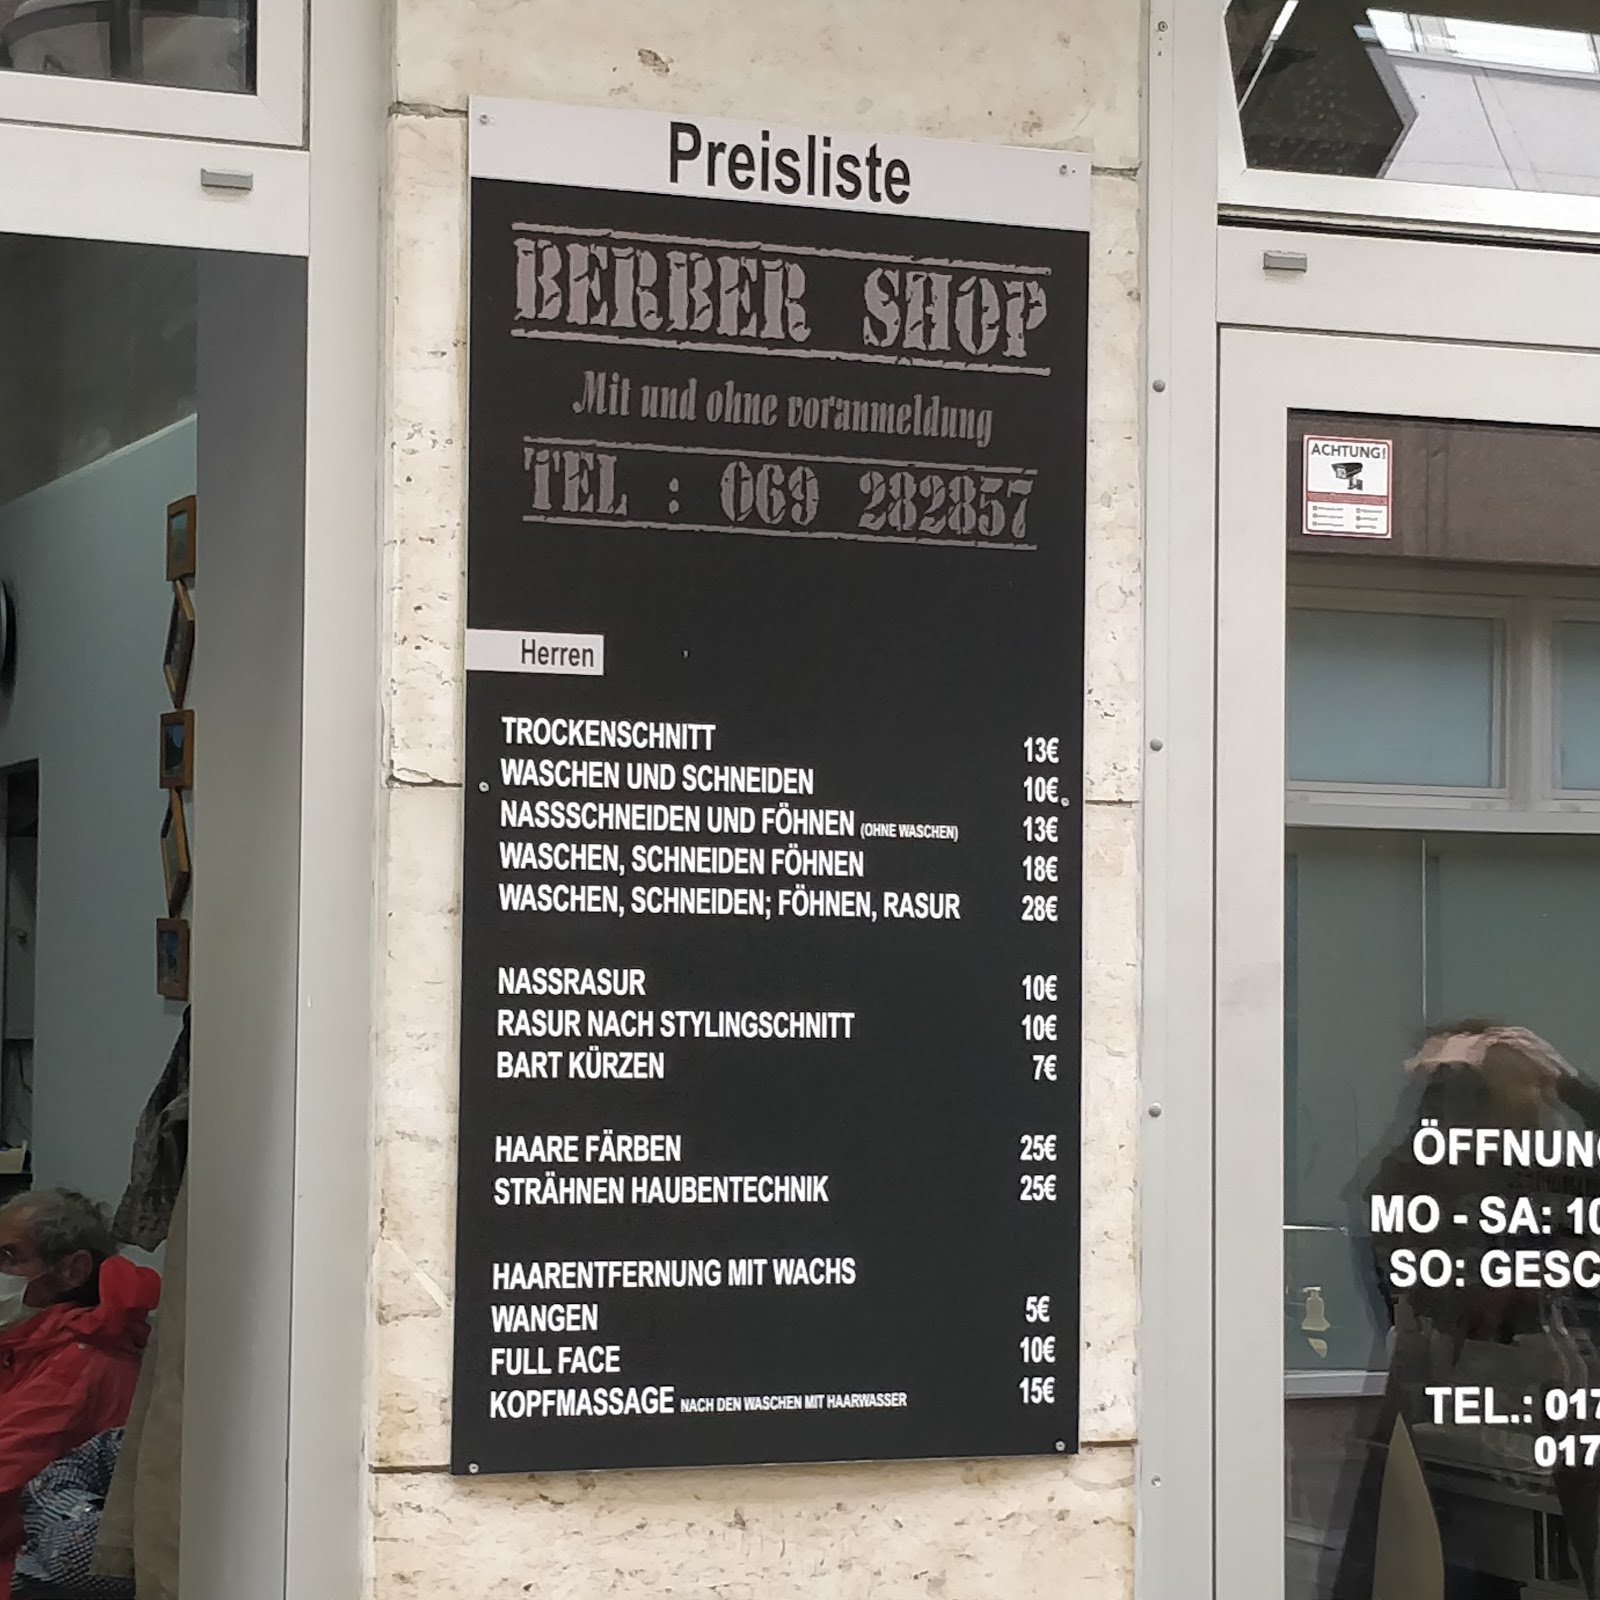 Preisliste
BERBER SHOP
Mit und ohne voranmeldung
TEL : 069 282857
Herren
TROCKENSCHNITT 13€
WASCHEN UND SCHNEIDEN 10€
NASSSCHNEIDEN UND FÖHNEN (OHNE WASCHEN) 13€
WASCHEN, SCHNEIDEN FÖHNEN 18€
WASCHEN, SCHNEIDEN; FÖHNEN, RASUR 28€
NASSRASUR 10€
RASUR NACH STYLINGSCHNITT 10€
BART KÜRZEN 7€
HAARE FÄRBEN 25€
STRÄHNEN HAUBENTECHNIK 25€
HAARENTFERNUNG MIT WACHS
WANGEN 5€
FULL FACE 10€
KOPFMASSAGE NACH DEN WASCHEN MIT HAARWASSER 15€
ACHTUNG!
ÖFFNUNG
MO - SA: 10
SO: GESC
TEL.: 017
017